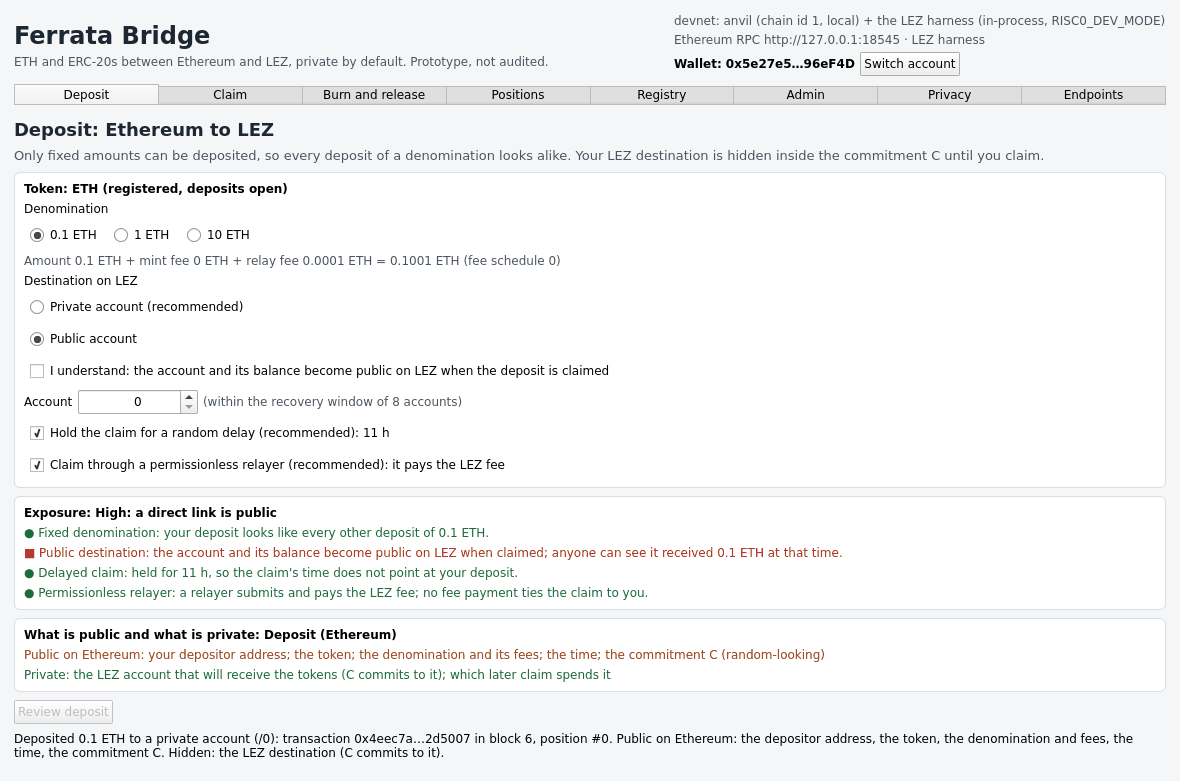 Ferrata Bridge
ETH and ERC-20s between Ethereum and LEZ, private by default. Prototype, not audited.
devnet: anvil (chain id 1, local) + the LEZ harness (in-process, RISC0_DEV_MODE)
Ethereum RPC http://127.0.0.1:18545 · LEZ harness
Wallet: 0x5e27e5…96eF4D Switch account
Deposit Claim Burn and release Positions Registry Admin Privacy Endpoints
Deposit: Ethereum to LEZ
Only fixed amounts can be deposited, so every deposit of a denomination looks alike. Your LEZ destination is hidden inside the commitment C until you claim.
Token: ETH (registered, deposits open)
Denomination
0.1 ETH 1 ETH 10 ETH
Amount 0.1 ETH + mint fee 0 ETH + relay fee 0.0001 ETH = 0.1001 ETH (fee schedule 0)
Destination on LEZ
Private account (recommended)
Public account
I understand: the account and its balance become public on LEZ when the deposit is claimed
Account 0 (within the recovery window of 8 accounts)
Hold the claim for a random delay (recommended): 11 h
Claim through a permissionless relayer (recommended): it pays the LEZ fee
Exposure: High: a direct link is public
● Fixed denomination: your deposit looks like every other deposit of 0.1 ETH.
■ Public destination: the account and its balance become public on LEZ when claimed; anyone can see it received 0.1 ETH at that time.
● Delayed claim: held for 11 h, so the claim's time does not point at your deposit.
● Permissionless relayer: a relayer submits and pays the LEZ fee; no fee payment ties the claim to you.
What is public and what is private: Deposit (Ethereum)
Public on Ethereum: your depositor address; the token; the denomination and its fees; the time; the commitment C (random-looking)
Private: the LEZ account that will receive the tokens (C commits to it); which later claim spends it
Review deposit
Deposited 0.1 ETH to a private account (/0): transaction 0x4eec7a…2d5007 in block 6, position #0. Public on Ethereum: the depositor address, the token, the denomination and fees, the
time, the commitment C. Hidden: the LEZ destination (C commits to it).